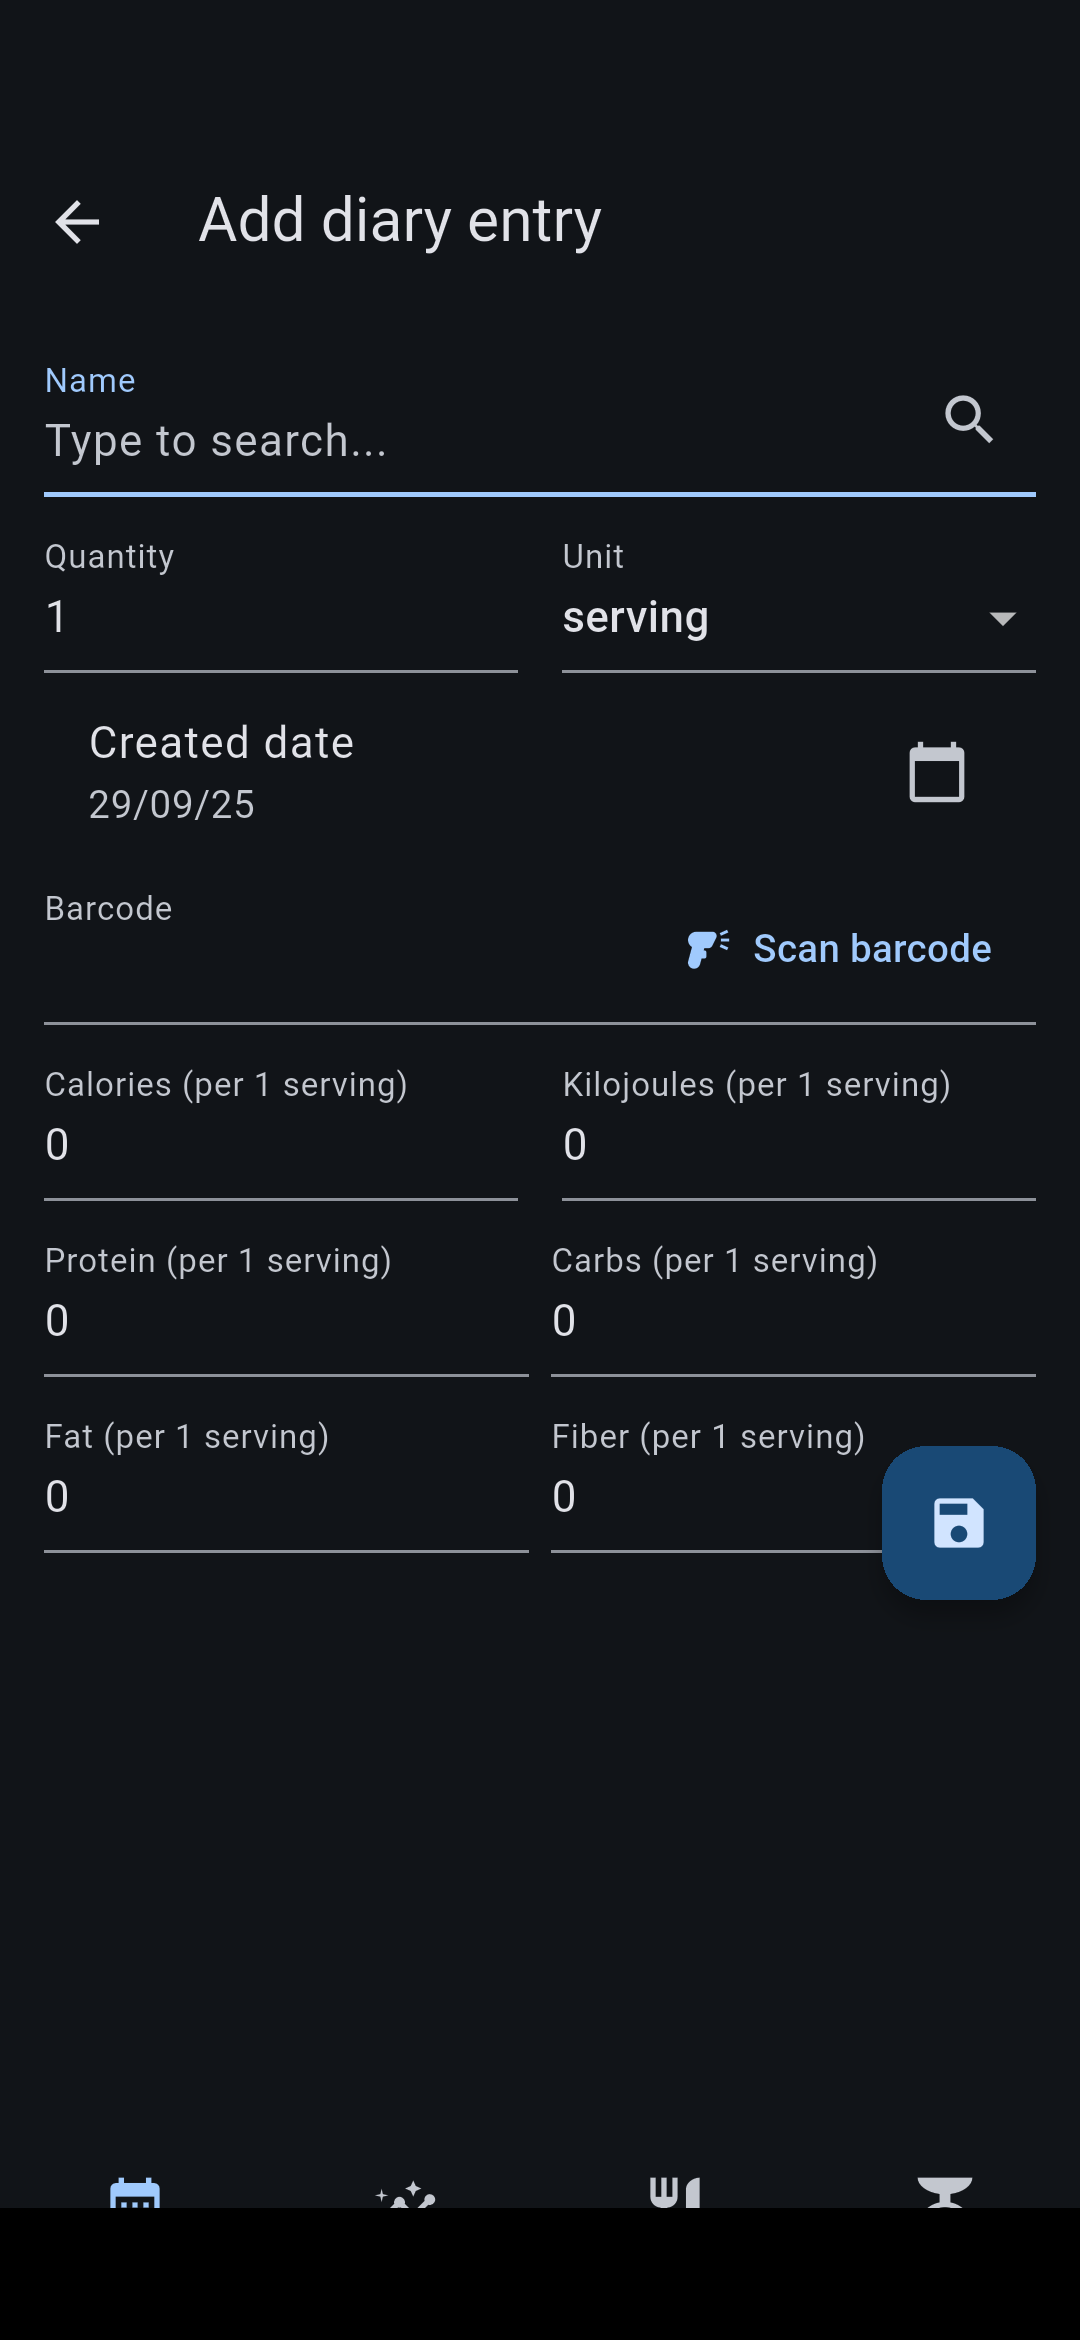 Add diary entry
Name
Type to search...
Quantity
Unit
1
serving
Created date
29/09/25
Barcode
Scan barcode
Calories (per 1 serving)
Kilojoules (per 1 serving)
0
0
Protein (per 1 serving)
Carbs (per 1 serving)
0
0
Fat (per 1 serving)
Fiber (per 1 serving)
0
0